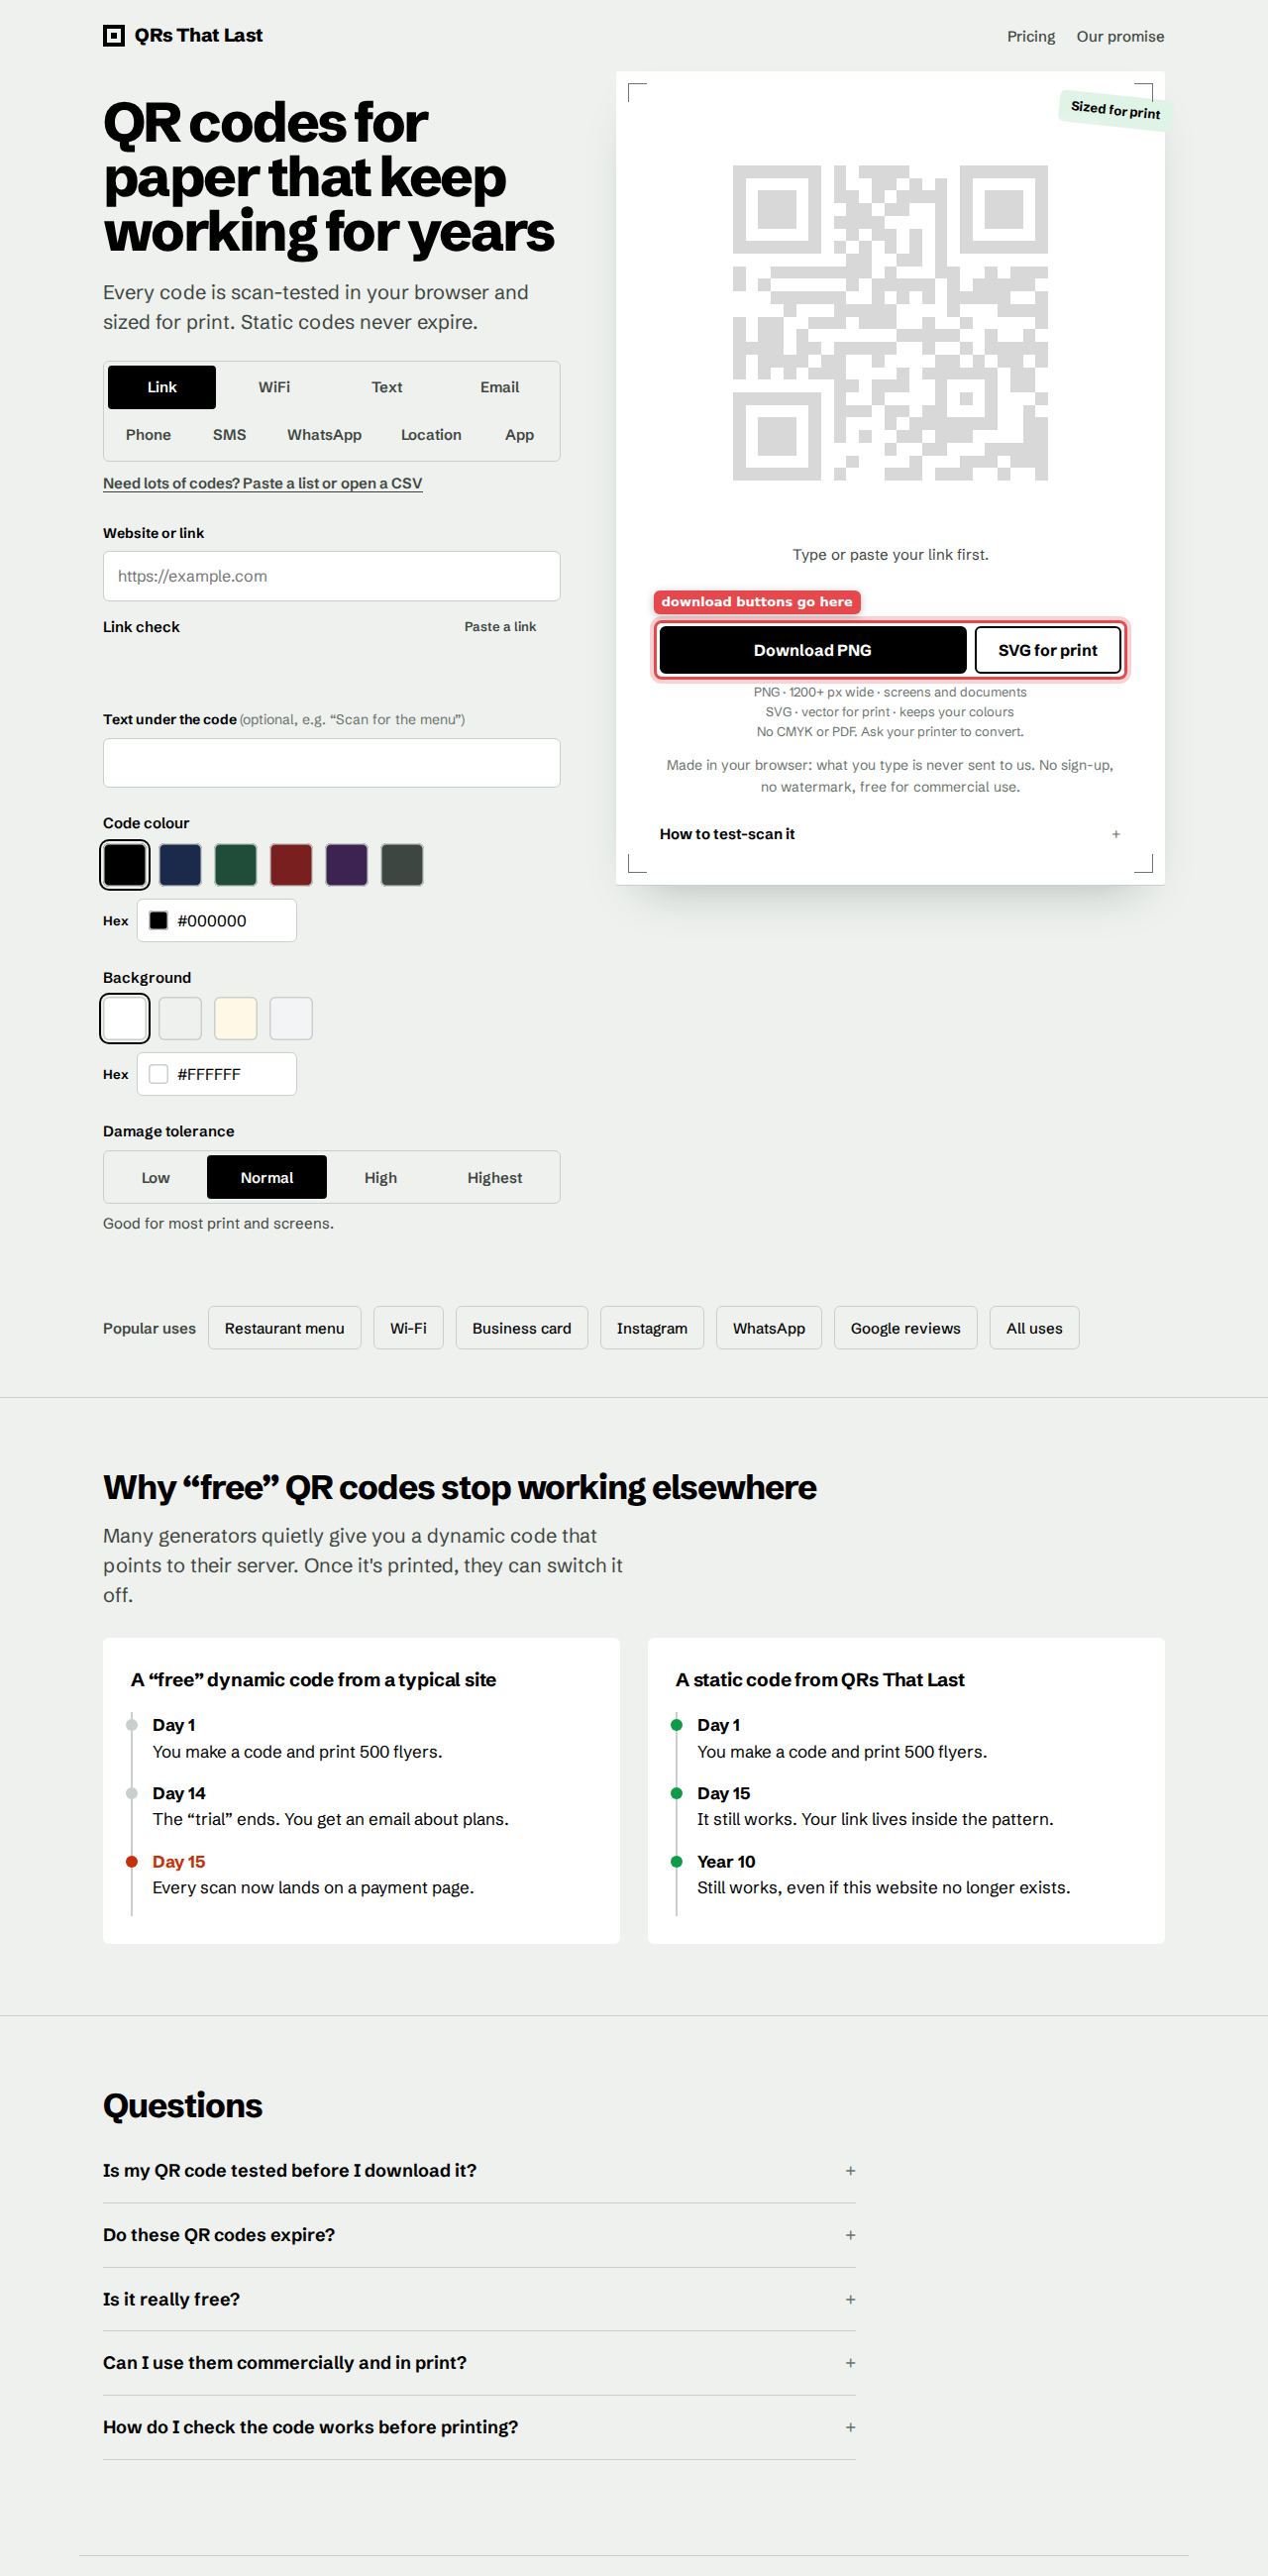 QRs That Last
Pricing
Our promise
QR codes for
paper that keep
working for years
Every code is scan-tested in your browser and
sized for print. Static codes never expire.
Link
WiFi
Text
Email
Phone
SMS
WhatsApp
Location
App
Need lots of codes? Paste a list or open a CSV
Website or link
https://example.com
Link check
Paste a link
Text under the code (optional, e.g. “Scan for the menu”)
Code colour
Hex
#000000
Background
Hex
#FFFFFF
Damage tolerance
Low
Normal
High
Highest
Good for most print and screens.
Sized for print
Type or paste your link first.
download buttons go here
Download PNG
SVG for print
PNG · 1200+ px wide · screens and documents
SVG · vector for print · keeps your colours
No CMYK or PDF. Ask your printer to convert.
Made in your browser: what you type is never sent to us. No sign-up,
no watermark, free for commercial use.
How to test-scan it
+
Popular uses
Restaurant menu
Wi-Fi
Business card
Instagram
WhatsApp
Google reviews
All uses
Why “free” QR codes stop working elsewhere
Many generators quietly give you a dynamic code that
points to their server. Once it's printed, they can switch it
off.
A “free” dynamic code from a typical site
Day 1
You make a code and print 500 flyers.
Day 14
The “trial” ends. You get an email about plans.
Day 15
Every scan now lands on a payment page.
A static code from QRs That Last
Day 1
You make a code and print 500 flyers.
Day 15
It still works. Your link lives inside the pattern.
Year 10
Still works, even if this website no longer exists.
Questions
Is my QR code tested before I download it?
+
Do these QR codes expire?
+
Is it really free?
+
Can I use them commercially and in print?
+
How do I check the code works before printing?
+